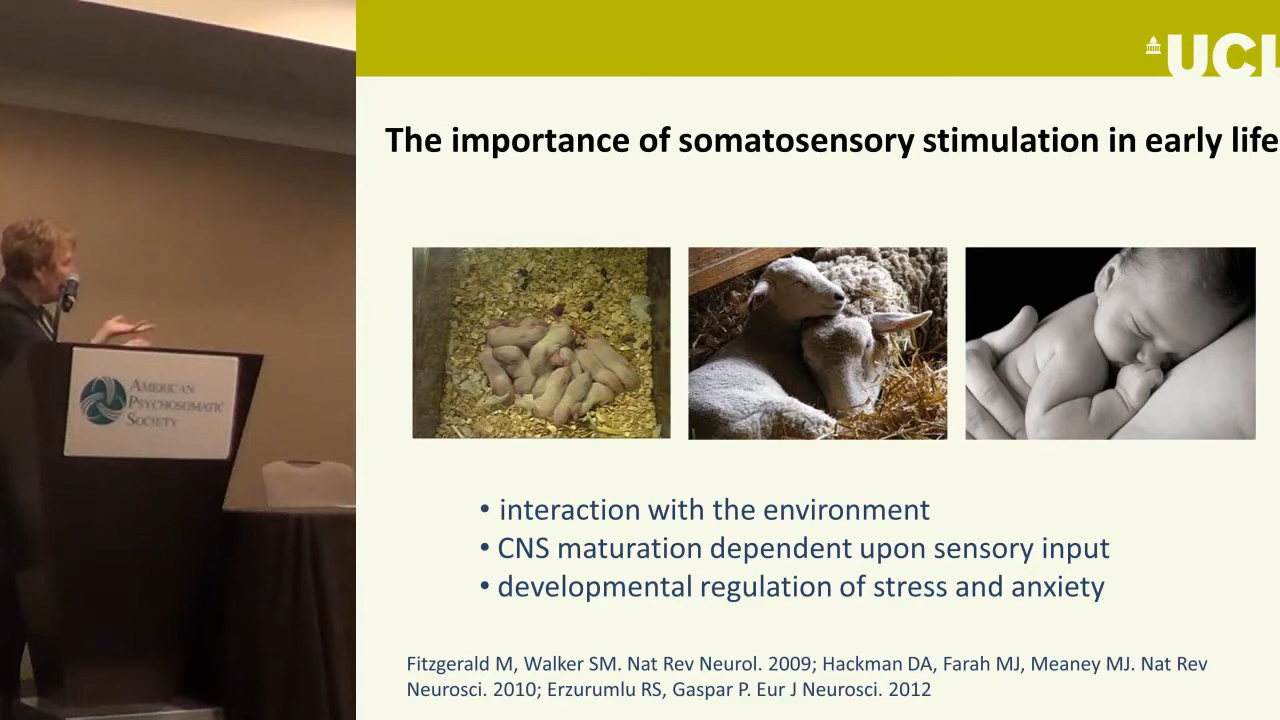 UCL
The importance of somatosensory stimulation in early life
AMERICAN
PSYCHOSOMATIC
SOCIETY
• interaction with the environment
• CNS maturation dependent upon sensory input
• developmental regulation of stress and anxiety
Fitzgerald M, Walker SM. Nat Rev Neurol. 2009; Hackman DA, Farah MJ, Meaney MJ. Nat Rev
Neurosci. 2010; Erzurumlu RS, Gaspar P. Eur J Neurosci. 2012